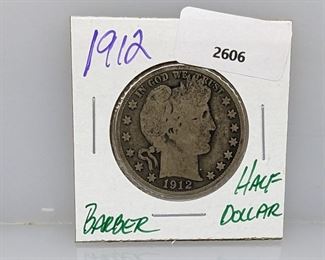 1912
2606
IN GOD WE TRUST
1912
BARBER
HALF
DOLLAR